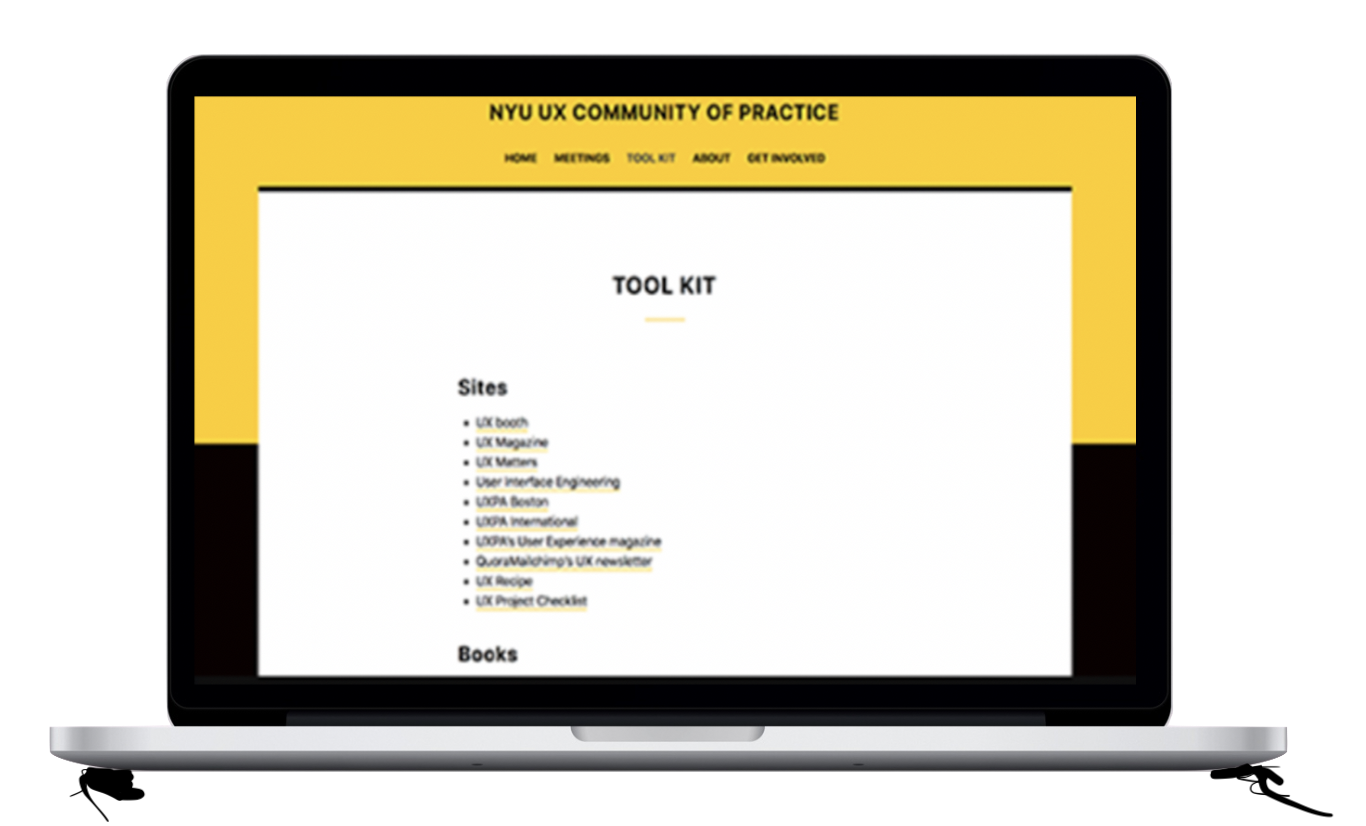 NYU UX COMMUNITY OF PRACTICE
HOME MEETINGS TOOL KIT ABOUT GET INVOLVED
TOOL KIT
Sites
UX booth
UX Magazine
UX Matters
User Interface Engineering
UXPA Boston
UXPA International
UXPA's User Experience magazine
QuoraMailchimp's UX newsletter
UX Recipe
UX Project Checklist
Books